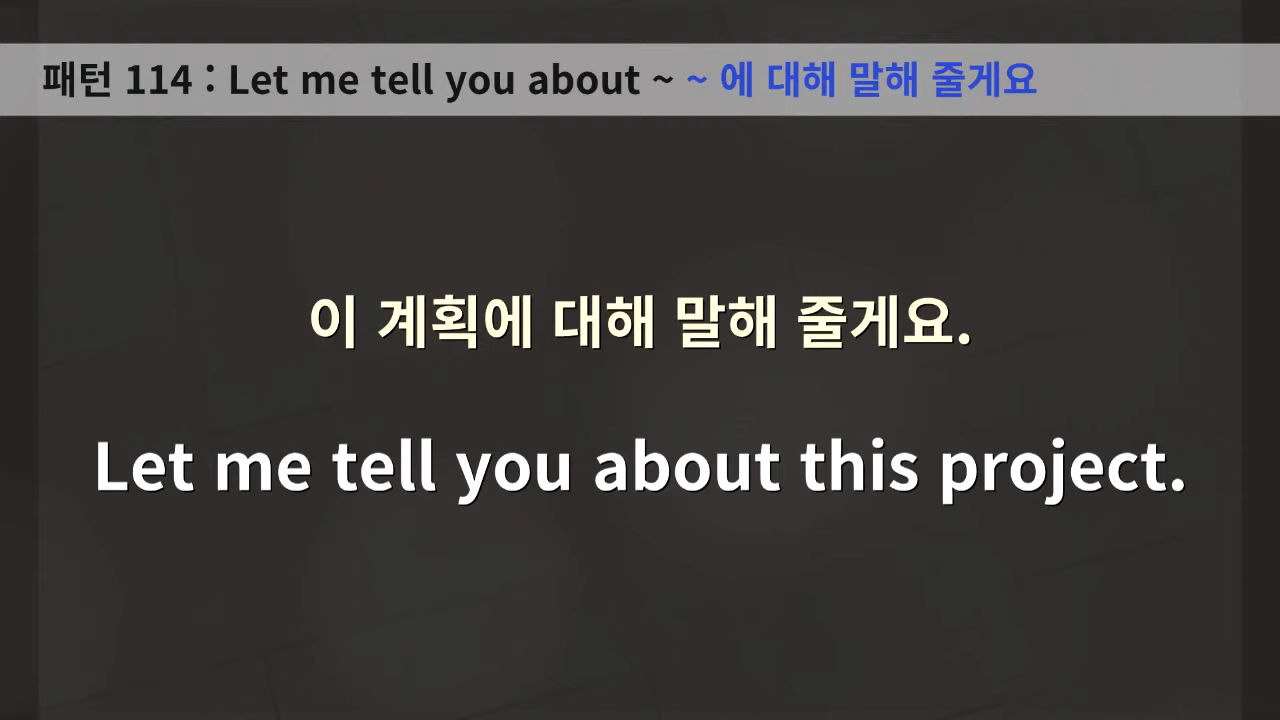 패턴 114 : Let me tell you about ~ ~ 에 대해 말해 줄게요
이 계획에 대해 말해 줄게요.
Let me tell you about this project.